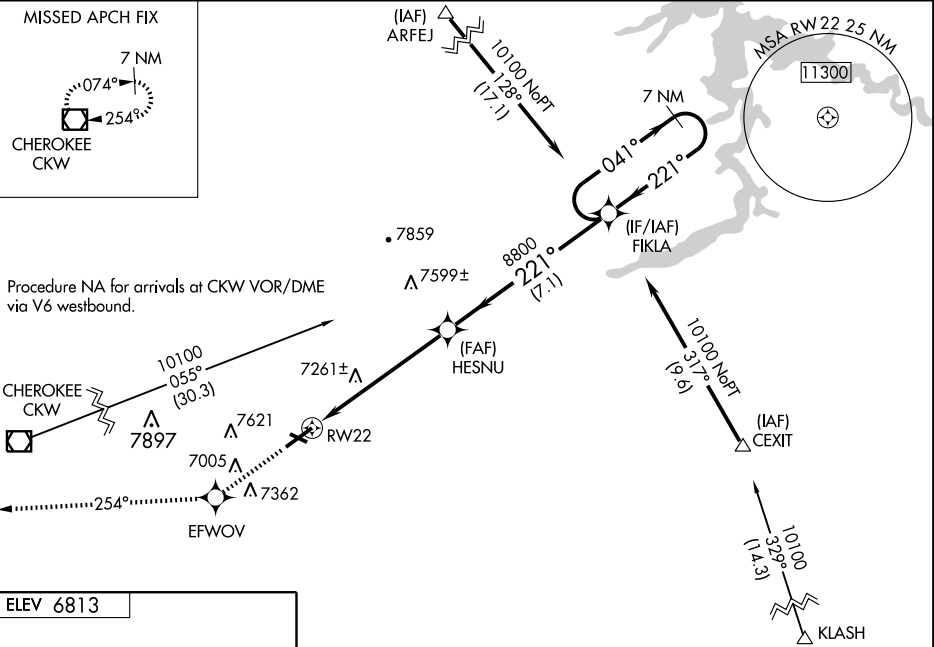 MISSED APCH FIX
7 NM
074°
254°
CHEROKEE
CKW
(IAF)
ARFEJ
10100 NoPT
128°
(17.1)
MSA RW 22 25 NM
11300
7 NM
041°
221°
(IF/IAF)
FIKLA
7859
7599±
8800
221°
(7.1)
Procedure NA for arrivals at CKW VOR/DME
via V6 westbound.
10100
055°
(30.3)
(FAF)
HESNU
10100 NoPT
317°
(9.6)
7261±
CHEROKEE
CKW
7897
7621
RW22
(IAF)
CEXIT
7005
7362
254°
EFWOV
10100
329°
(14.3)
ELEV 6813
KLASH